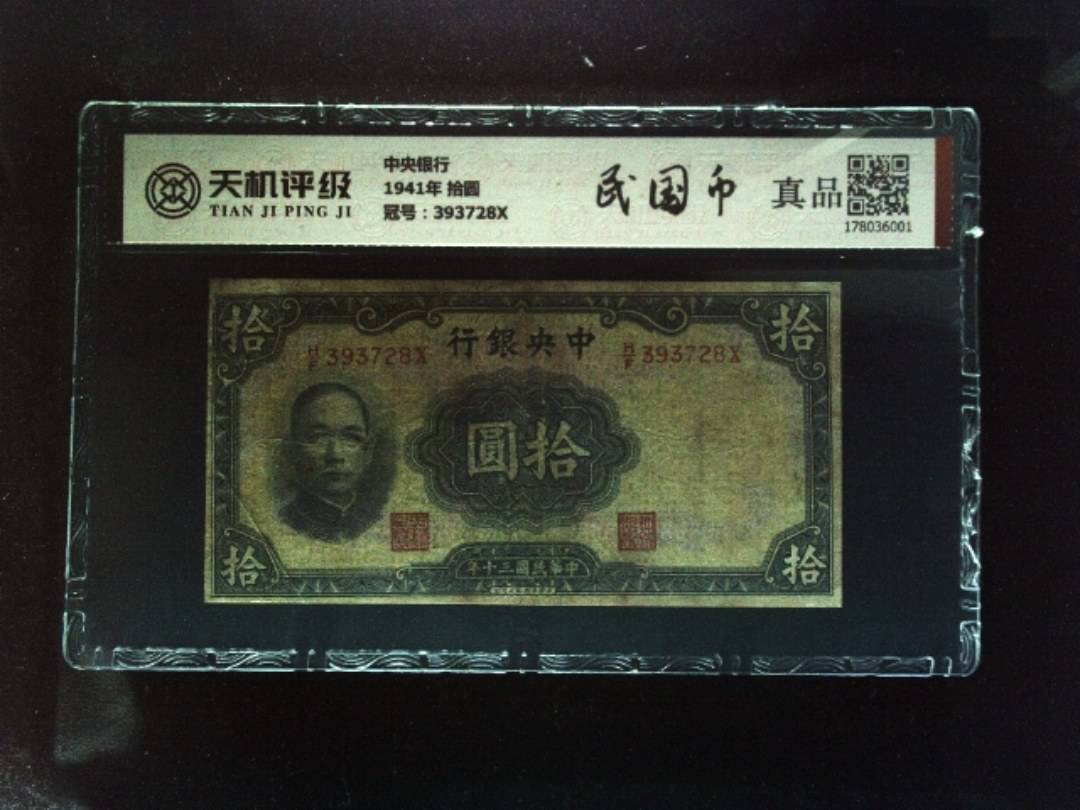 天机评级
TIAN JI PING JI
中央银行
1941年 拾圆
冠号：393728X
民国币
真品
178036001
拾
拾
行銀央中
H/F 393728X
H/F 393728X
圓拾
拾
拾
年十三國民華中